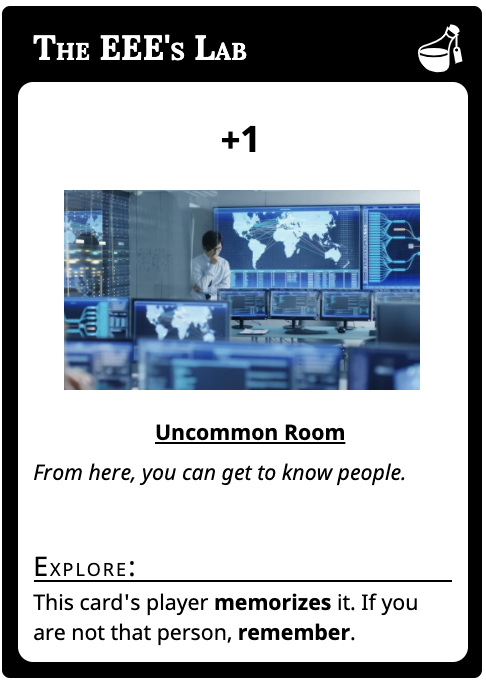 The EEE's Lab
+1
Uncommon Room
From here, you can get to know people.
Explore:
This card's player memorizes it. If you
are not that person, remember.